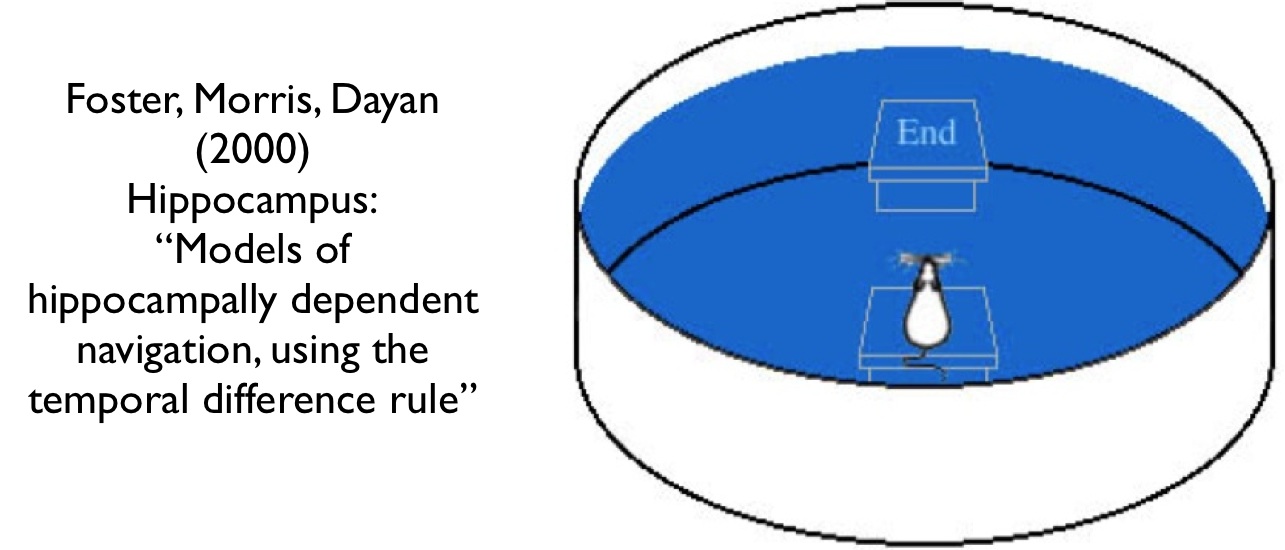 Foster, Morris, Dayan
(2000)
Hippocampus:
“Models of
hippocampally dependent
navigation, using the
temporal difference rule”
End